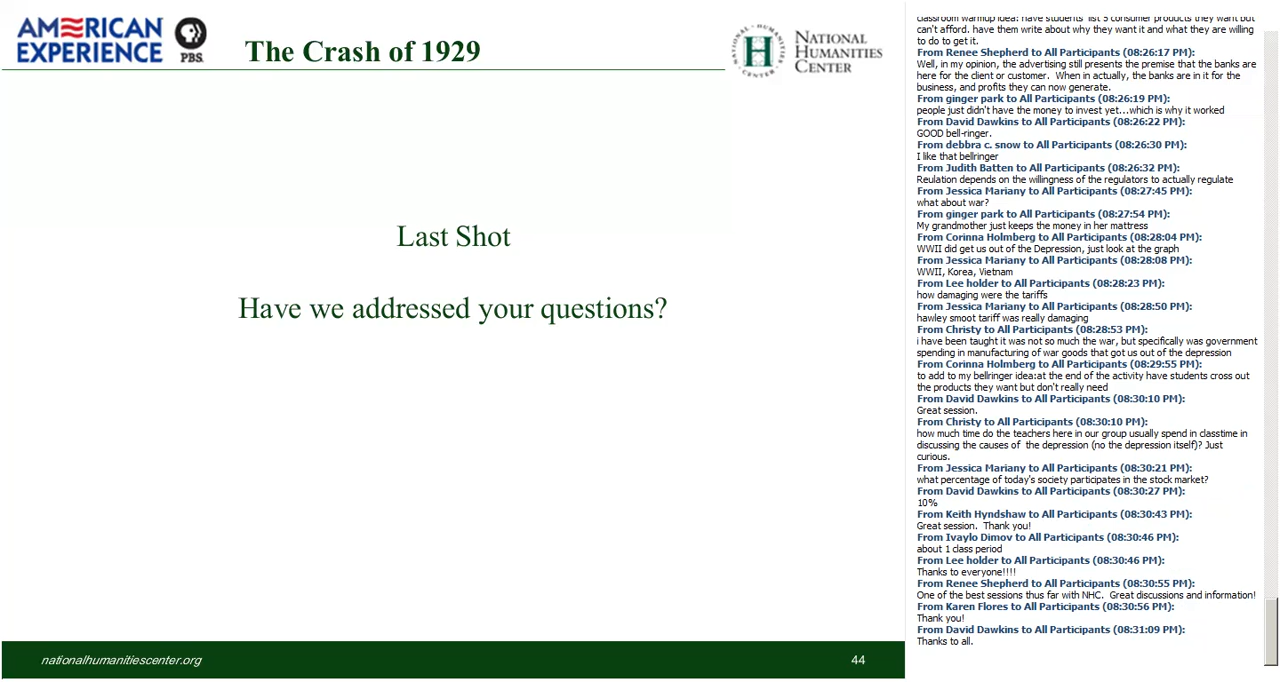 AMERICAN
EXPERIENCE
PBS.
The Crash of 1929
NATIONAL
HUMANITIES
CENTER
Last Shot
Have we addressed your questions?
nationalhumanitiescenter.org
44
classroom warmup idea: have students list 5 consumer products they want but
can't afford. have them write about why they want it and what they are willing
to do to get it.
From Renee Shepherd to All Participants (08:26:17 PM):
Well, in my opinion, the advertising still presents the premise that the banks are
here for the client or customer. When in actually, the banks are in it for the
business, and profits they can now generate.
From ginger park to All Participants (08:26:19 PM):
people just didn't have the money to invest yet...which is why it worked
From David Dawkins to All Participants (08:26:22 PM):
GOOD bell-ringer.
From debbra c. snow to All Participants (08:26:30 PM):
I like that bellringer
From Judith Batten to All Participants (08:26:32 PM):
Reulation depends on the willingness of the regulators to actually regulate
From Jessica Mariany to All Participants (08:27:45 PM):
what about war?
From ginger park to All Participants (08:27:54 PM):
My grandmother just keeps the money in her mattress
From Corinna Holmberg to All Participants (08:28:04 PM):
WWII did get us out of the Depression, just look at the graph
From Jessica Mariany to All Participants (08:28:08 PM):
WWII, Korea, Vietnam
From Lee holder to All Participants (08:28:23 PM):
how damaging were the tariffs
From Jessica Mariany to All Participants (08:28:50 PM):
hawley smoot tariff was really damaging
From Christy to All Participants (08:28:53 PM):
i have been taught it was not so much the war, but specifically was government
spending in manufacturing of war goods that got us out of the depression
From Corinna Holmberg to All Participants (08:29:55 PM):
to add to my bellringer idea:at the end of the activity have students cross out
the products they want but don't really need
From David Dawkins to All Participants (08:30:10 PM):
Great session.
From Christy to All Participants (08:30:10 PM):
how much time do the teachers here in our group usually spend in classtime in
discussing the causes of the depression (no the depression itself)? Just
curious.
From Jessica Mariany to All Participants (08:30:21 PM):
what percentage of today's society participates in the stock market?
From David Dawkins to All Participants (08:30:27 PM):
10%
From Keith Hyndshaw to All Participants (08:30:43 PM):
Great session. Thank you!
From Ivaylo Dimov to All Participants (08:30:46 PM):
about 1 class period
From Lee holder to All Participants (08:30:46 PM):
Thanks to everyone!!!!
From Renee Shepherd to All Participants (08:30:55 PM):
One of the best sessions thus far with NHC. Great discussions and information!
From Karen Flores to All Participants (08:30:56 PM):
Thank you!
From David Dawkins to All Participants (08:31:09 PM):
Thanks to all.